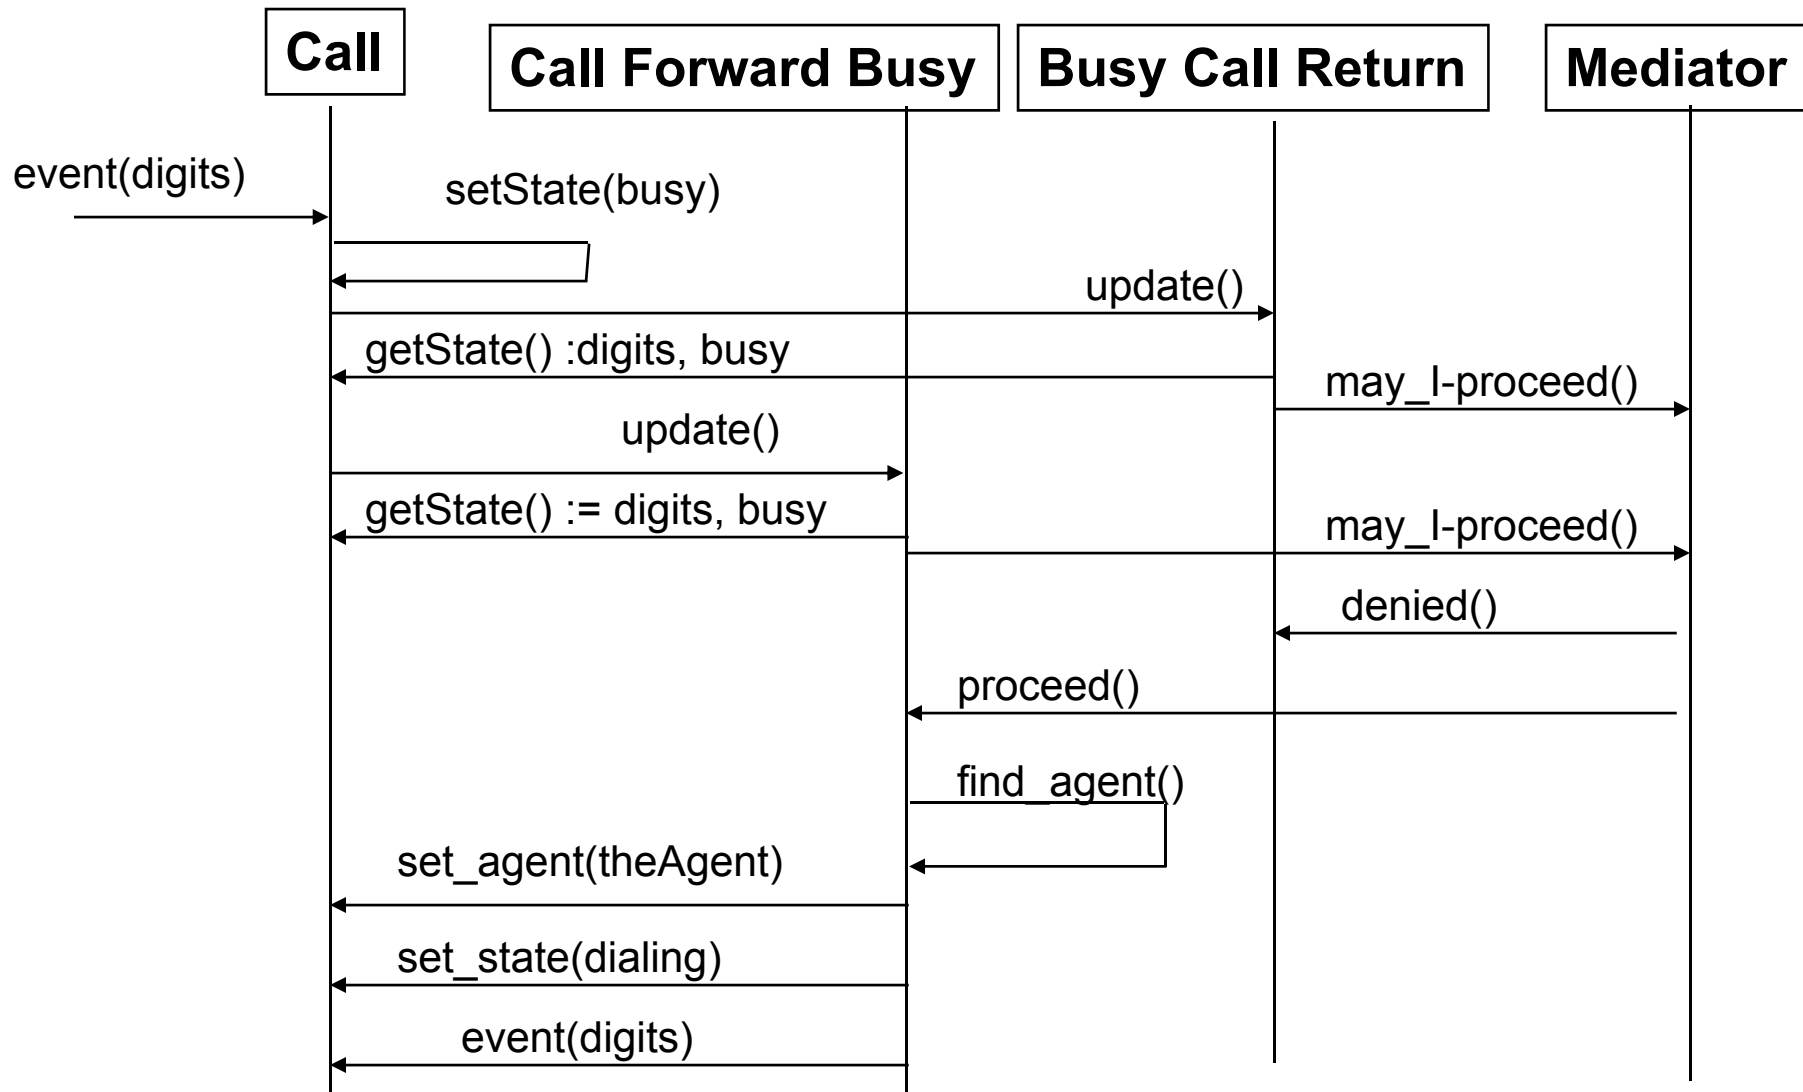 Call
Call Forward Busy
Busy Call Return
Mediator
event(digits)
setState(busy)
update()
getState() :digits, busy
may_I-proceed()
update()
getState() := digits, busy
may_I-proceed()
denied()
proceed()
find_agent()
set_agent(theAgent)
set_state(dialing)
event(digits)